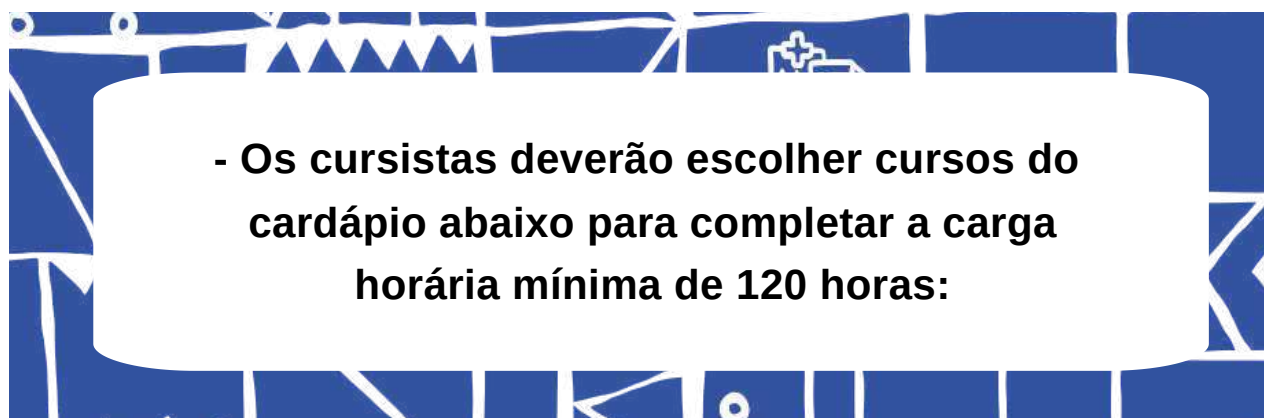 - Os cursistas deverão escolher cursos do
cardápio abaixo para completar a carga
horária mínima de 120 horas: